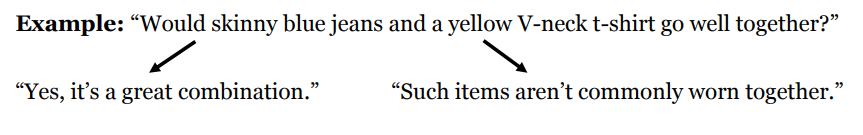 Example: “Would skinny blue jeans and a yellow V-neck t-shirt go well together?”
“Yes, it’s a great combination.” “Such items aren’t commonly worn together.”